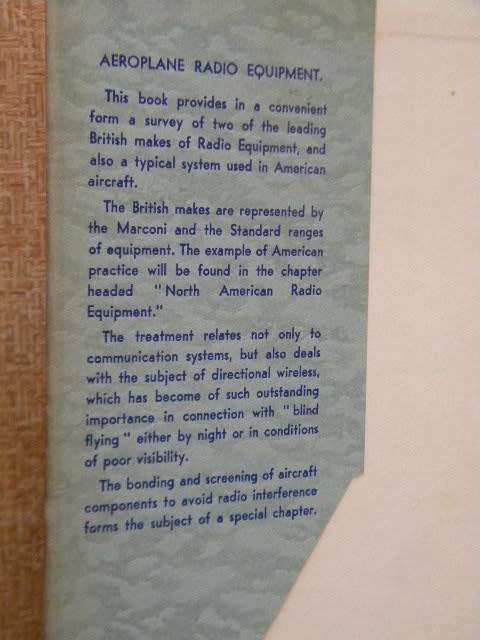 AEROPLANE RADIO EQUIPMENT.
This book provides in a convenient
form a survey of two of the leading
British makes of Radio Equipment, and
also a typical system used in American
aircraft.
The British makes are represented by
the Marconi and the Standard ranges
of equipment. The example of American
practice will be found in the chapter
headed "North American Radio
Equipment."
The treatment relates not only to
communication systems, but also deals
with the subject of directional wireless,
which has become of such outstanding
importance in connection with "blind
flying" either by night or in conditions
of poor visibility.
The bonding and screening of aircraft
components to avoid radio interference
forms the subject of a special chapter.